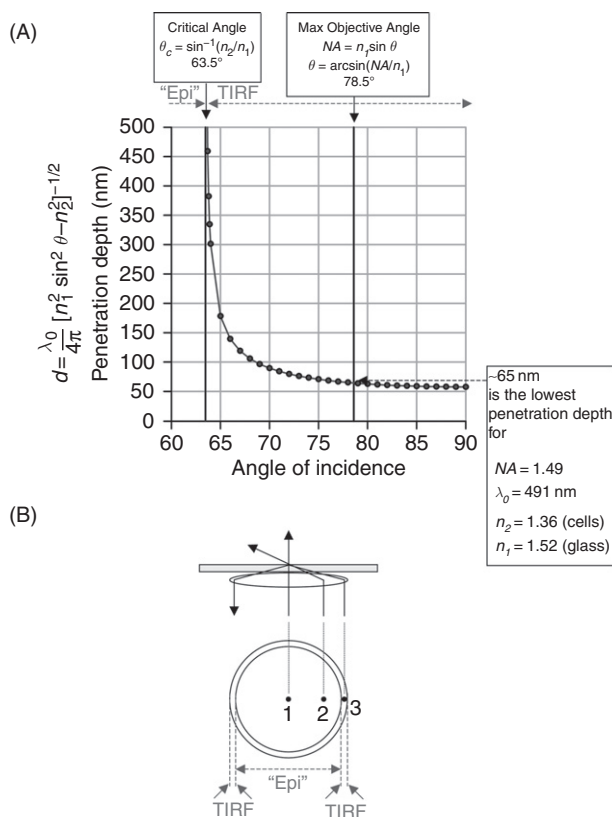 (A)
Critical Angle
θc = sin⁻¹(n2/n1)
63.5°
Max Objective Angle
NA = n1sin θ
θ = arcsin(NA/n1)
78.5°
“Epi” TIRF
d = λ0/4π [n1² sin² θ–n2²]^–1/2
Penetration depth (nm)
500
450
400
350
300
250
200
150
100
50
0
60 65 70 75 80 85 90
Angle of incidence
~65 nm
is the lowest
penetration depth
for
NA = 1.49
λ0 = 491 nm
n2 = 1.36 (cells)
n1 = 1.52 (glass)
(B)
1 2 3
“Epi”
TIRF TIRF